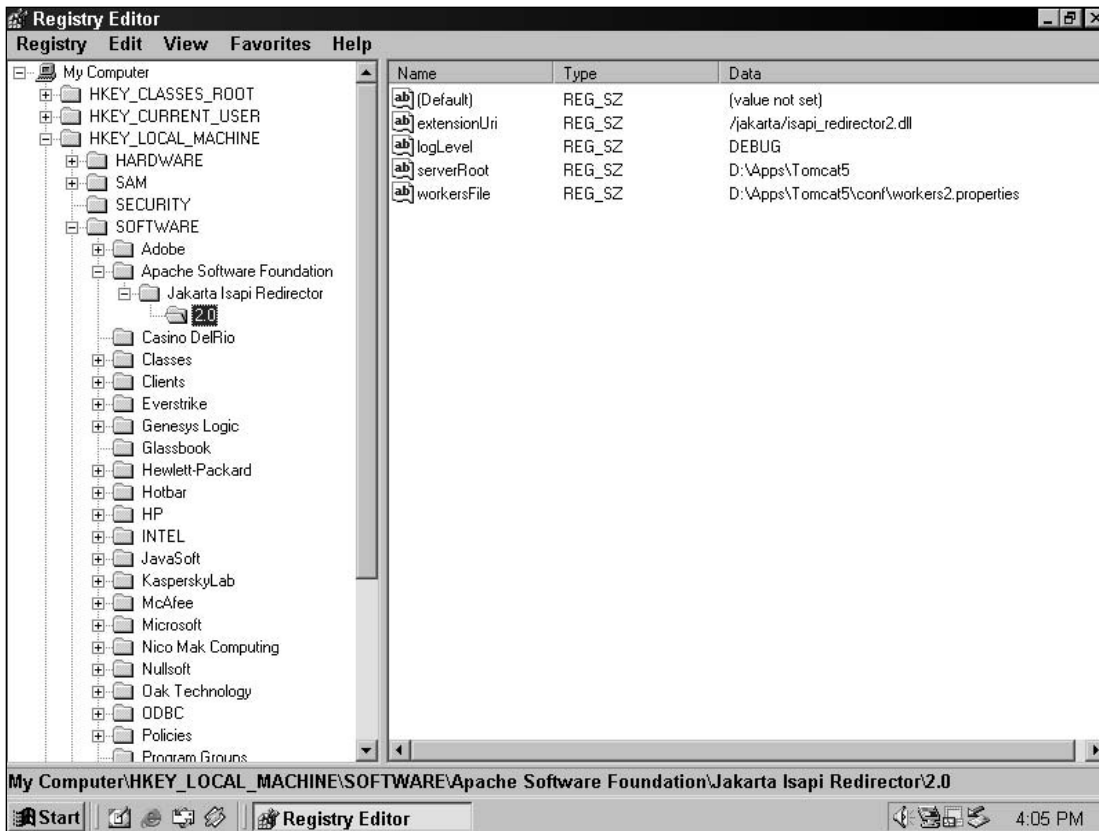 Registry Editor
Registry Edit View Favorites Help
My Computer
HKEY_CLASSES_ROOT
HKEY_CURRENT_USER
HKEY_LOCAL_MACHINE
HARDWARE
SAM
SECURITY
SOFTWARE
Adobe
Apache Software Foundation
Jakarta Isapi Redirector
2.0
Casino DelRio
Classes
Clients
Everstrike
Genesys Logic
Glassbook
Hewlett-Packard
Hotbar
HP
INTEL
JavaSoft
KasperskyLab
McAfee
Microsoft
Nico Mak Computing
Nullsoft
Oak Technology
ODBC
Policies
Program Groups
Name Type Data
ab (Default) REG_SZ (value not set)
ab extensionUri REG_SZ /jakarta/isapi_redirector2.dll
ab logLevel REG_SZ DEBUG
ab serverRoot REG_SZ D:\Apps\Tomcat5
ab workersFile REG_SZ D:\Apps\Tomcat5\conf\workers2.properties
My Computer\HKEY_LOCAL_MACHINE\SOFTWARE\Apache Software Foundation\Jakarta Isapi Redirector\2.0
Start Registry Editor 4:05 PM